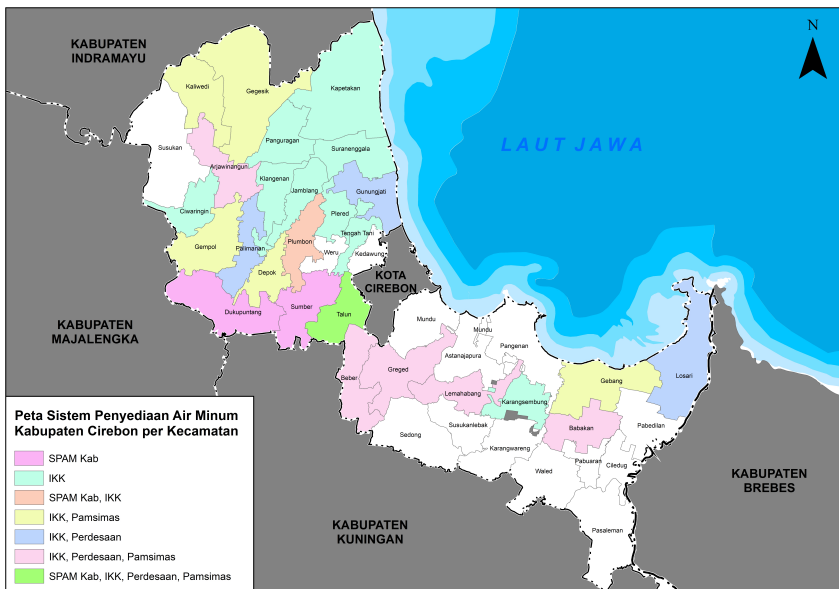 KABUPATEN
INDRAMAYU
N
Kaliwedi
Gegesik
Kapetakan
Susukan
Panguragan
Suranenggala
Arjawinangun
Klangenan
Jamblang
Gunungjati
Ciwaringin
Plered
Tengah Tani
Gempol
Palimanan
Plumbon
Weru
Kedawung
Depok
KOTA
CIREBON
Dukupuntang
Sumber
Talun
LAUT JAWA
KABUPATEN
MAJALENGKA
Mundu
Mundu
Pangenan
Astanajapura
Beber
Greged
Lemahabang
Karangsembung
Gebang
Losari
Babakan
Pabedilan
Sedong
Susukanlebak
Karangwareng
Waled
Pabuaran
Ciledug
Pasaleman
KABUPATEN
BREBES
KABUPATEN
KUNINGAN
Peta Sistem Penyediaan Air Minum
Kabupaten Cirebon per Kecamatan
SPAM Kab
IKK
SPAM Kab, IKK
IKK, Pamsimas
IKK, Perdesaan
IKK, Perdesaan, Pamsimas
SPAM Kab, IKK, Perdesaan, Pamsimas